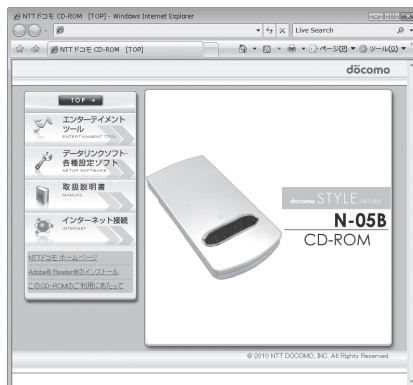 NTTドコモ CD-ROM [TOP] - Windows Internet Explorer
Live Search
NTTドコモ CD-ROM [TOP]
ページ(P)
ツール(O)
döcomo
TOP →
エンターテイメント
ツール
ENTERTAINMENT TOOL
データリンクソフト・
各種設定ソフト
SETUP SOFTWARE
取扱説明書
MANUAL
インターネット接続
INTERNET
NTTドコモ ホームページ
Adobe® Reader®のインストール
このCD-ROMのご利用にあたって
docomo STYLE series
N-05B
CD-ROM
© 2010 NTT DOCOMO, INC. All Rights Reserved.